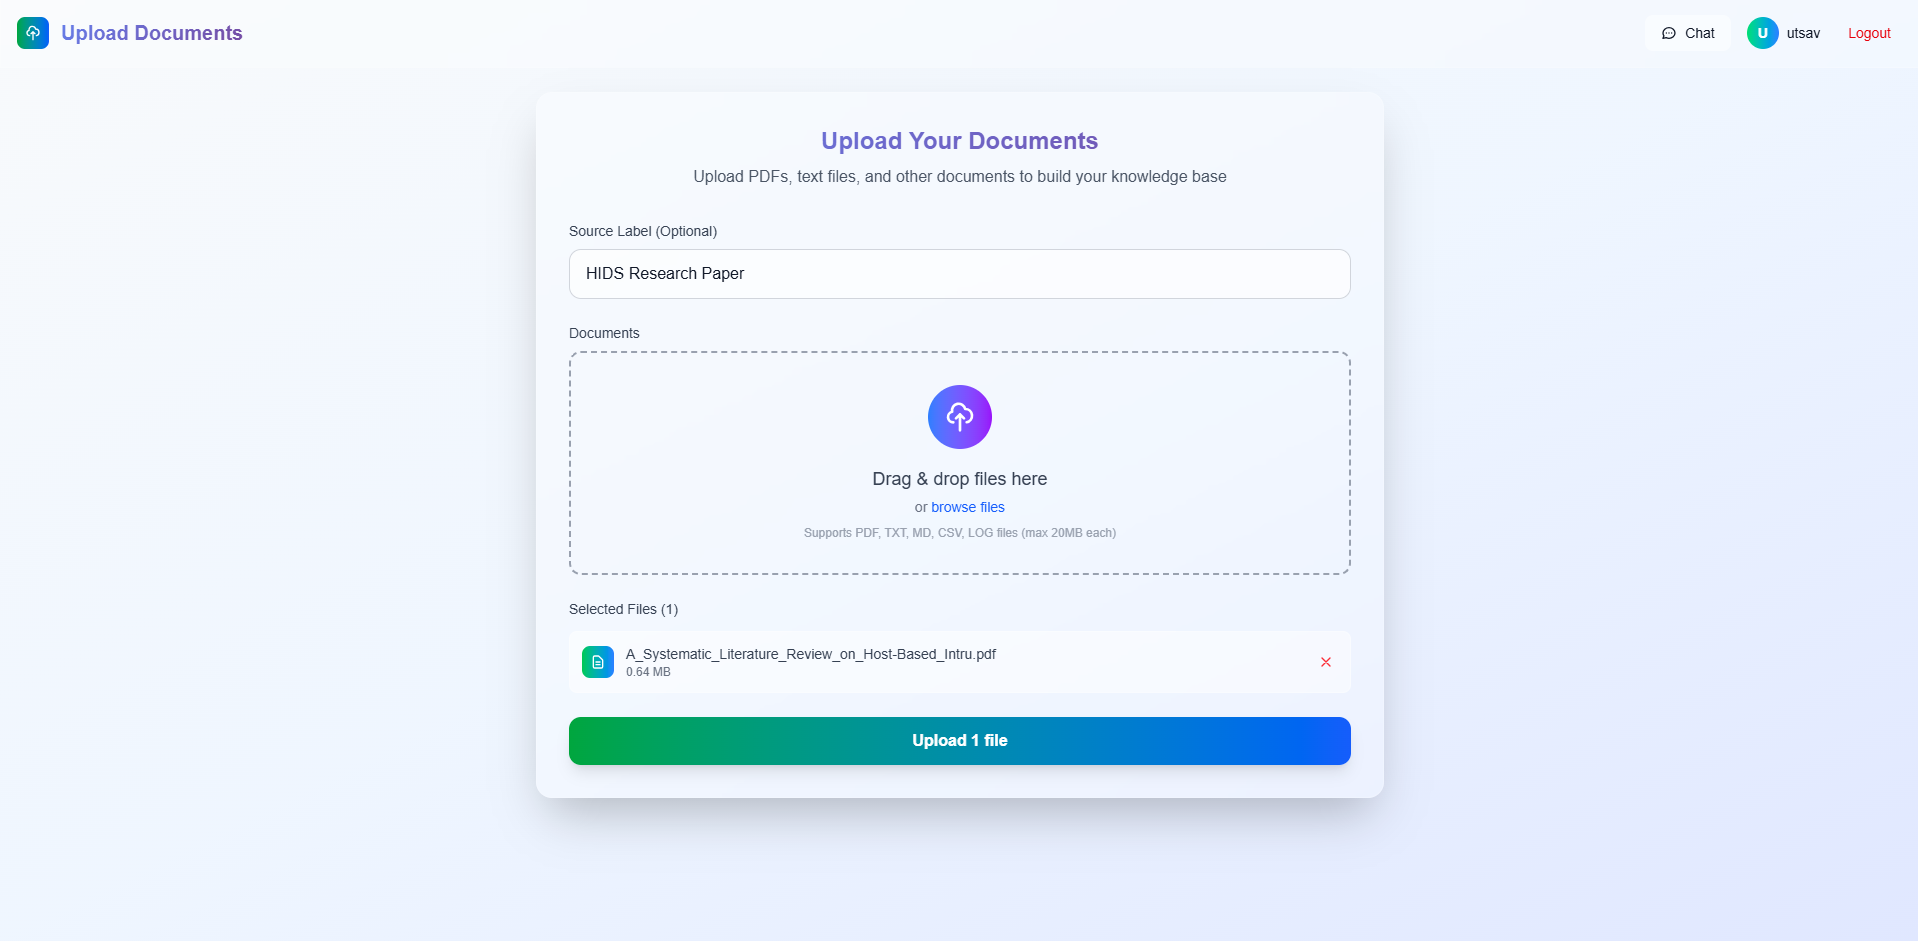 Upload Documents
Chat
U
utsav
Logout
Upload Your Documents
Upload PDFs, text files, and other documents to build your knowledge base
Source Label (Optional)
HIDS Research Paper
Documents
Drag & drop files here
or browse files
Supports PDF, TXT, MD, CSV, LOG files (max 20MB each)
Selected Files (1)
A_Systematic_Literature_Review_on_Host-Based_Intru.pdf
0.64 MB
Upload 1 file